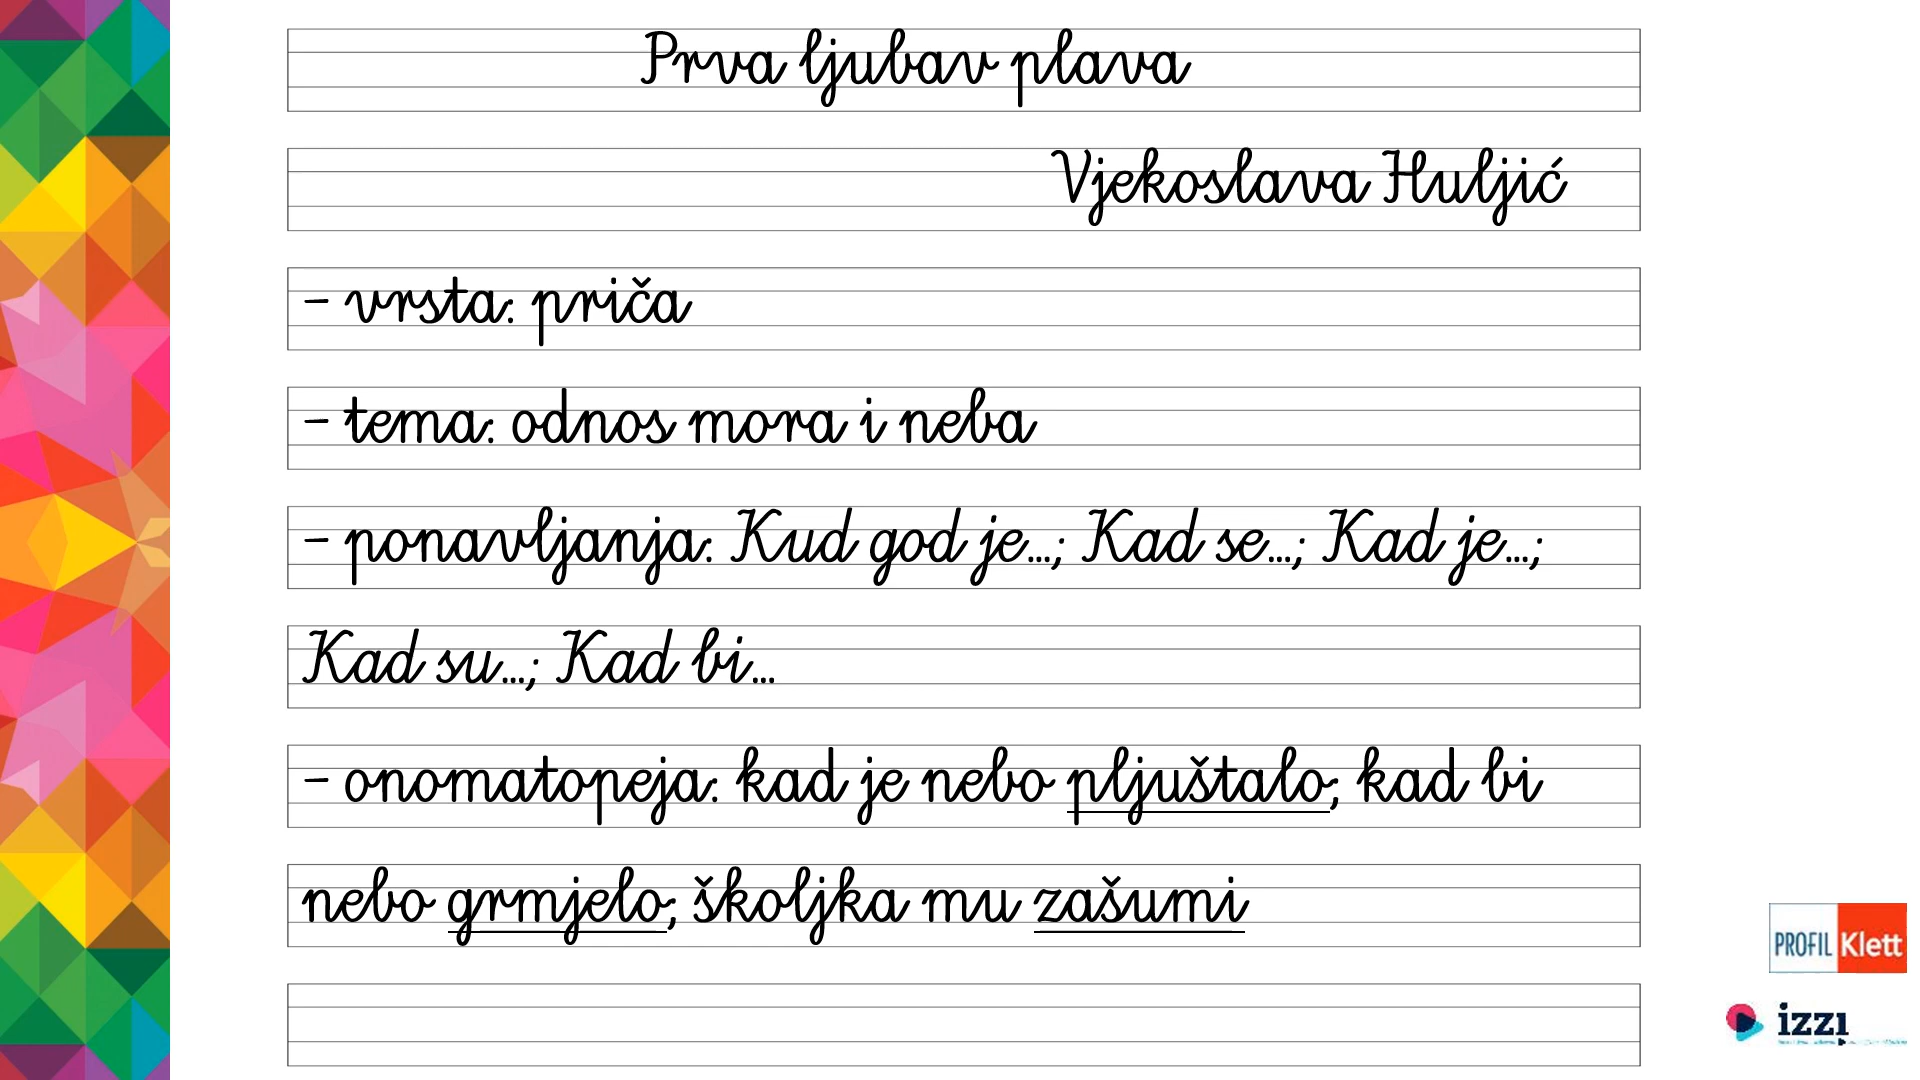 Prva ljubav plava
Vjekoslava Huljić
- vrsta: priča
- tema: odnos mora i neba
- ponavljanja: Kud god je...; Kad se...; Kad je...;
Kad su...; Kad bi...
- onomatopeja: kad je nebo pljuštalo; kad bi
nebo grmjelo; školjka mu zašumi
PROFIL Klett
izzi